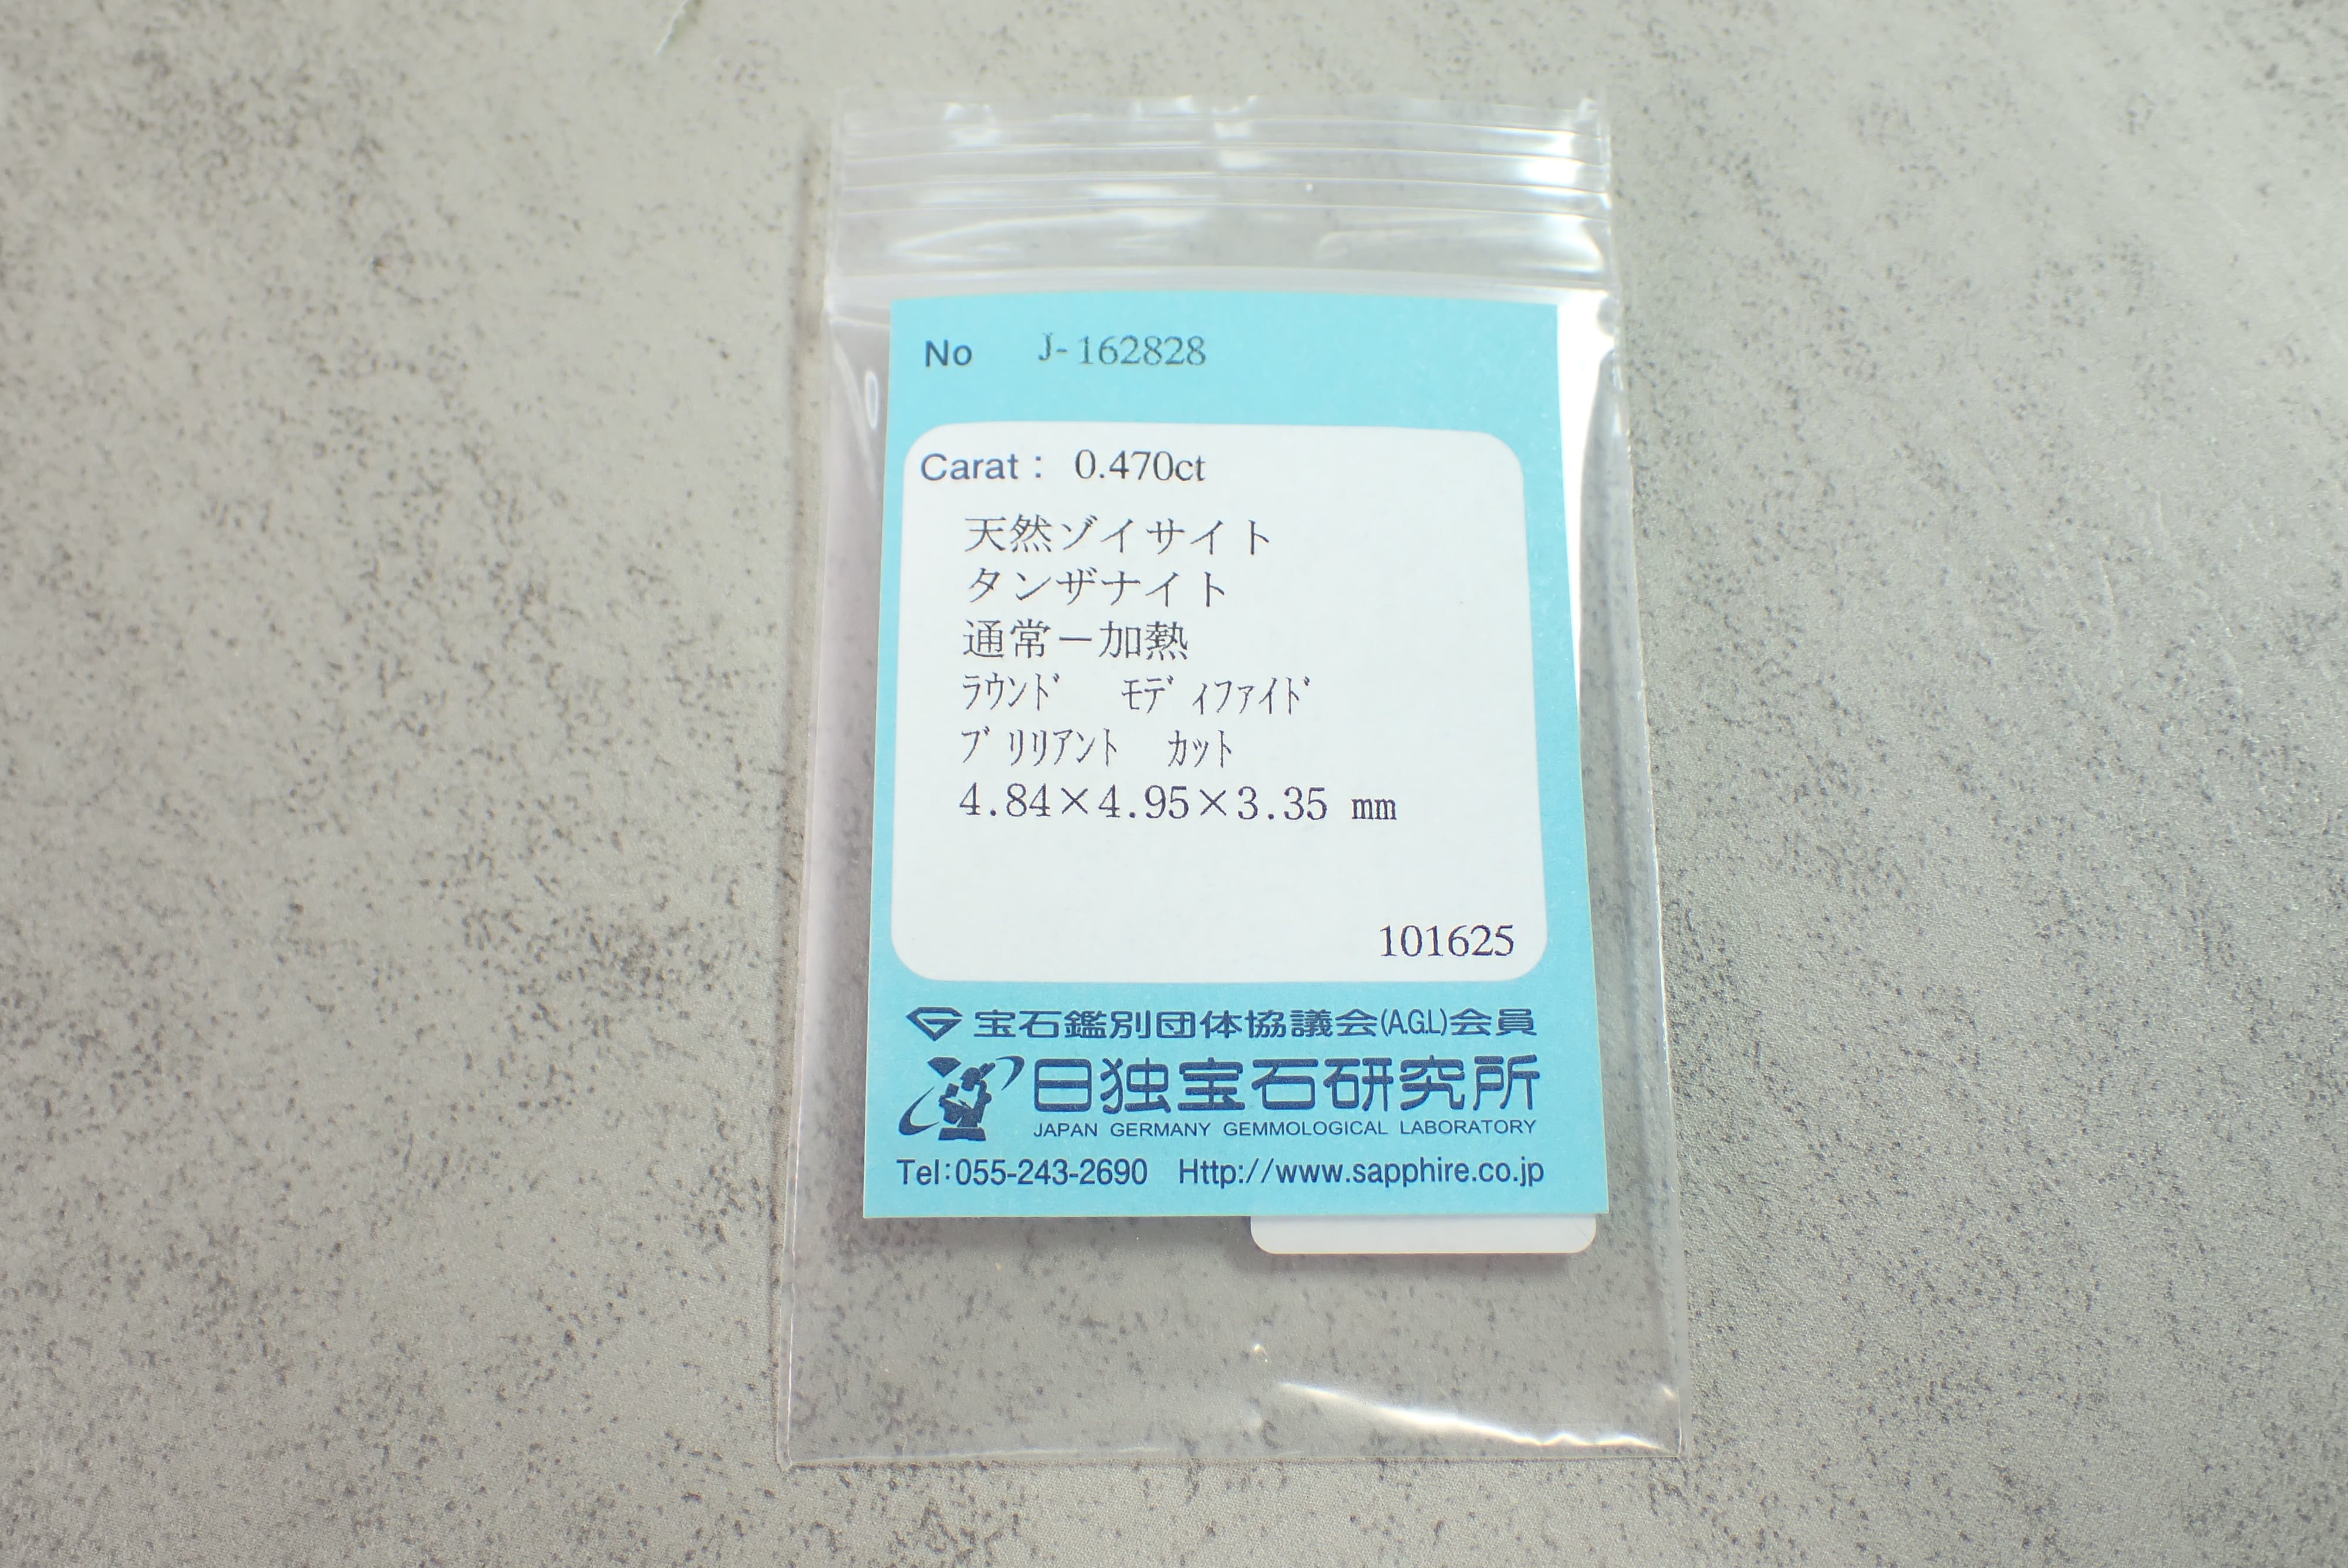 No J-162828
Carat： 0.470ct
天然ゾイサイト
タンザナイト
通常－加熱
ﾗｳﾝﾄﾞ ﾓﾃﾞｨﾌｧｲﾄﾞ
ﾌﾞﾘﾘｱﾝﾄ ｶｯﾄ
4.84×4.95×3.35 mm
101625
宝石鑑別団体協議会(A.G.L)会員
日独宝石研究所
JAPAN GERMANY GEMMOLOGICAL LABORATORY
Tel:055-243-2690 Http://www.sapphire.co.jp